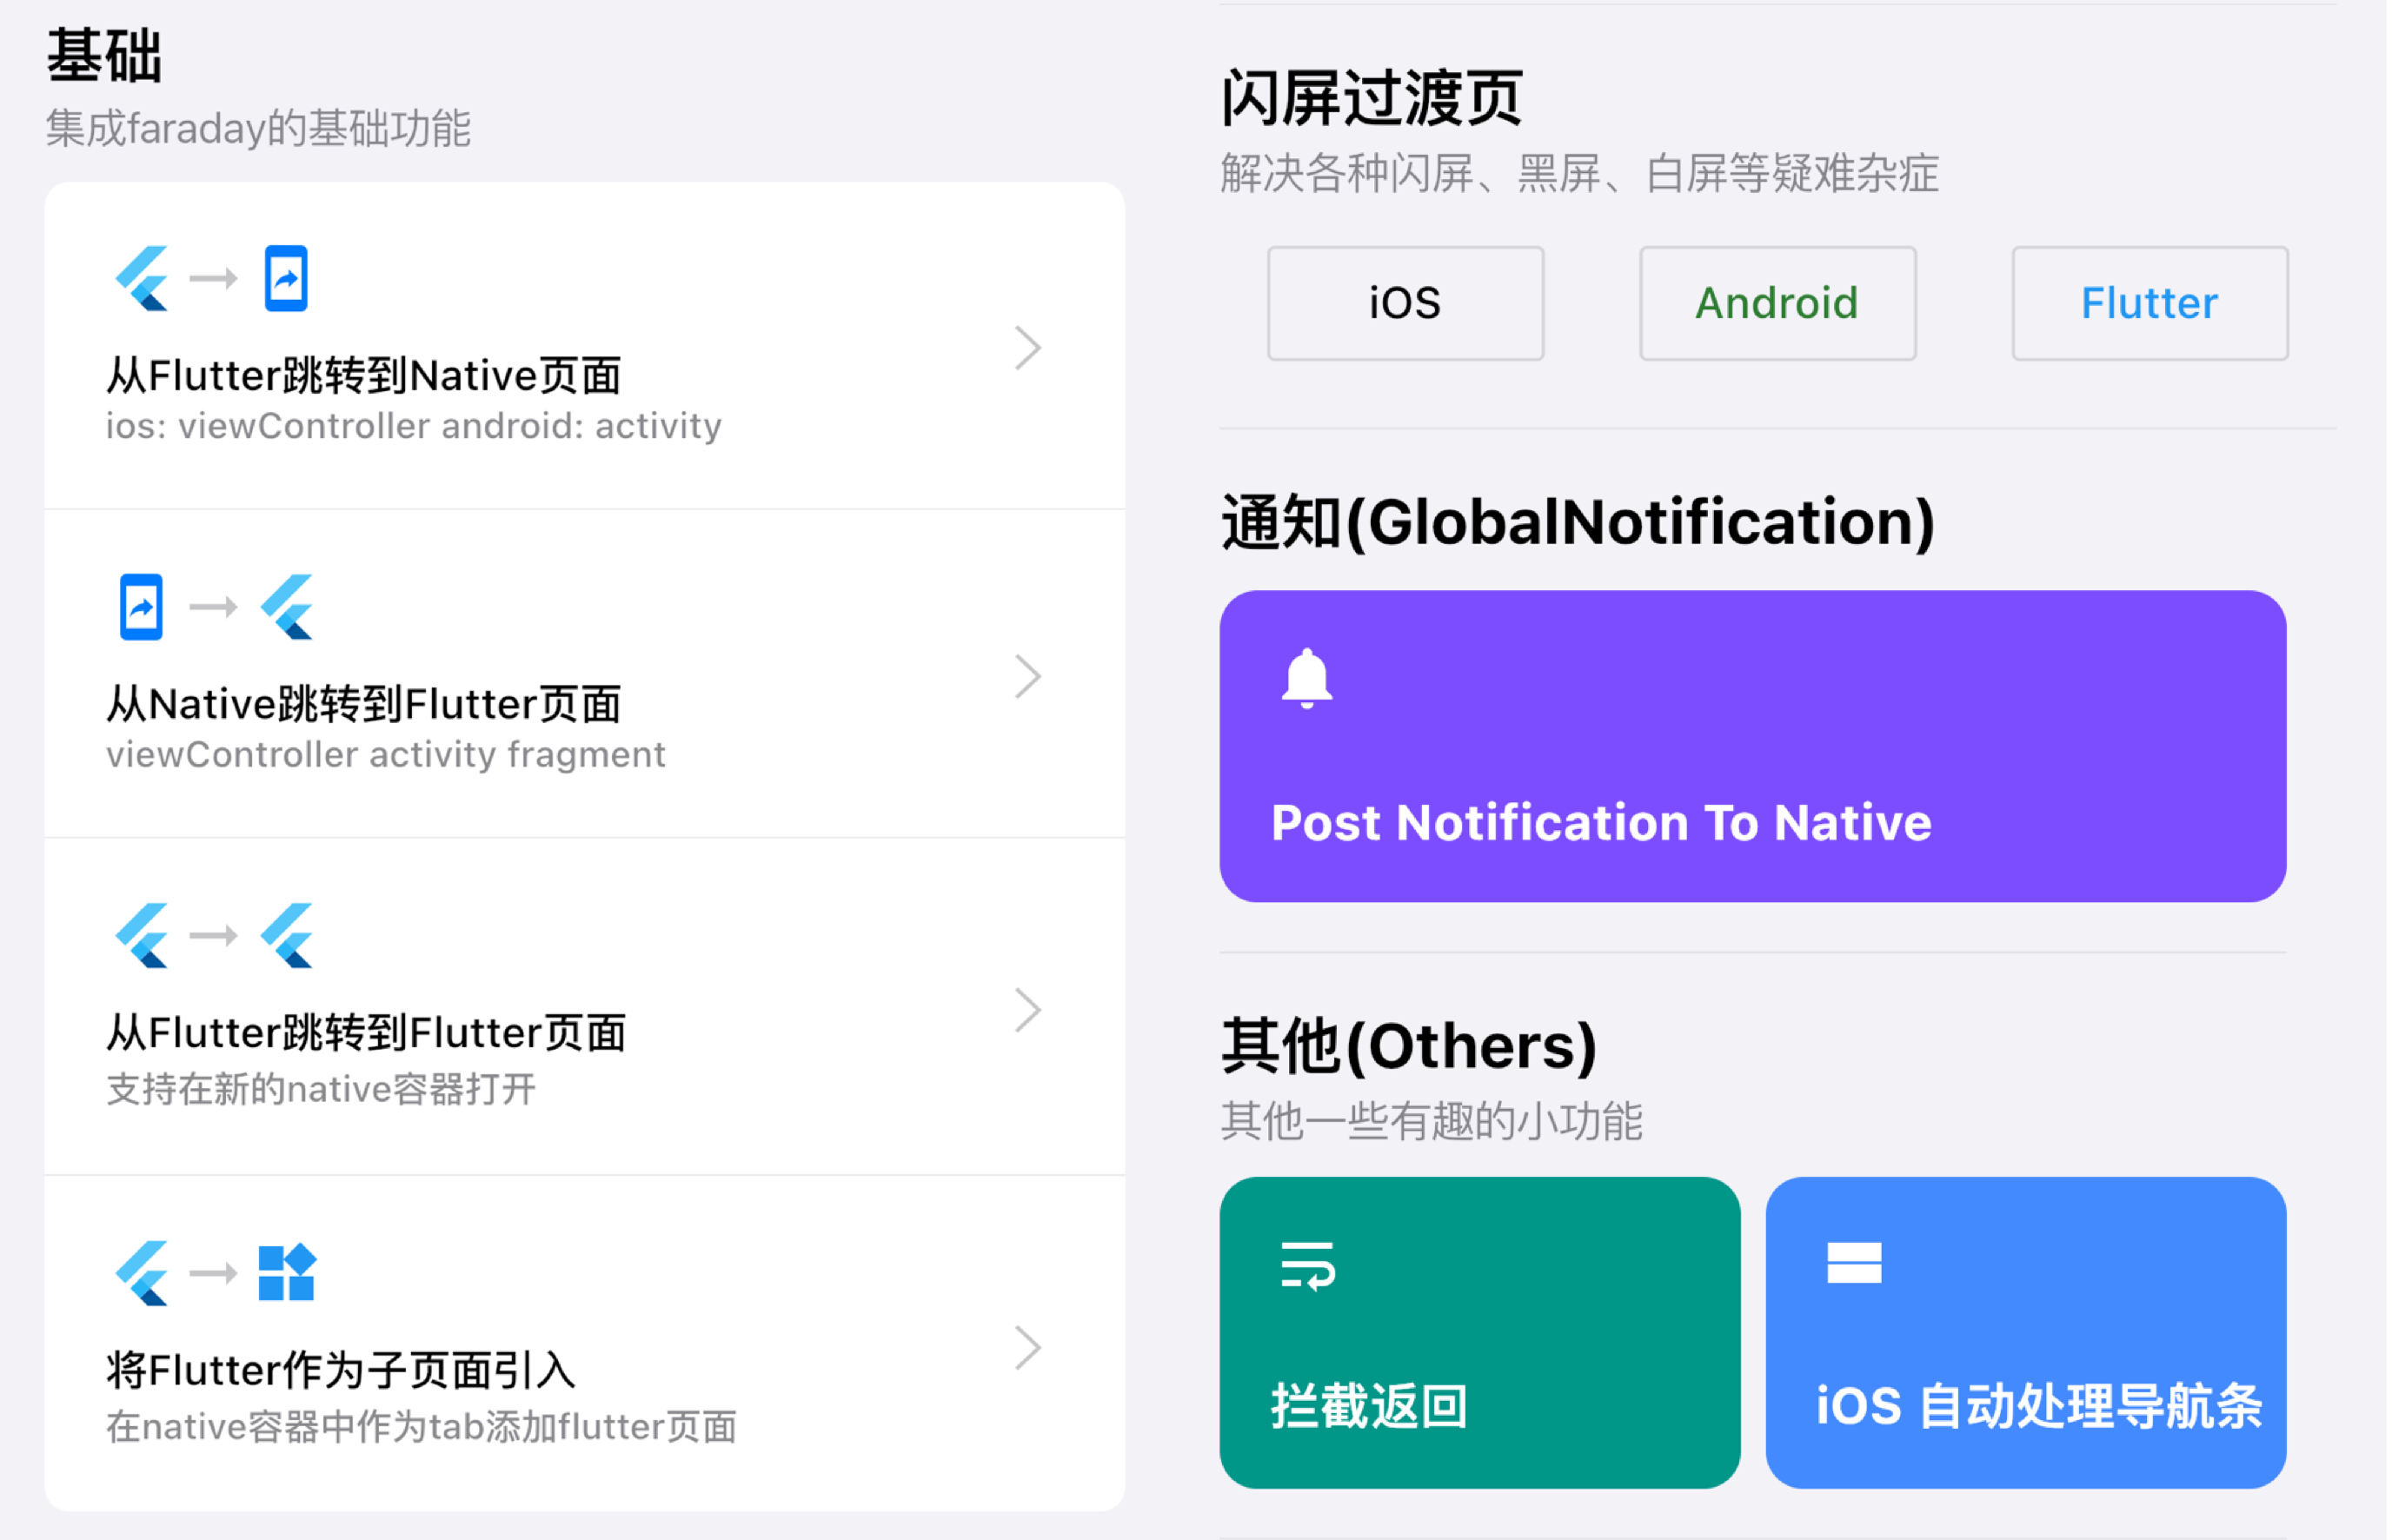 基础
集成faraday的基础功能
从Flutter跳转到Native页面
ios: viewController android: activity
从Native跳转到Flutter页面
viewController activity fragment
从Flutter跳转到Flutter页面
支持在新的native容器打开
将Flutter作为子页面引入
在native容器中作为tab添加flutter页面
闪屏过渡页
解决各种闪屏、黑屏、白屏等疑难杂症
iOS
Android
Flutter
通知(GlobalNotification)
Post Notification To Native
其他(Others)
其他一些有趣的小功能
拦截返回
iOS 自动处理导航条